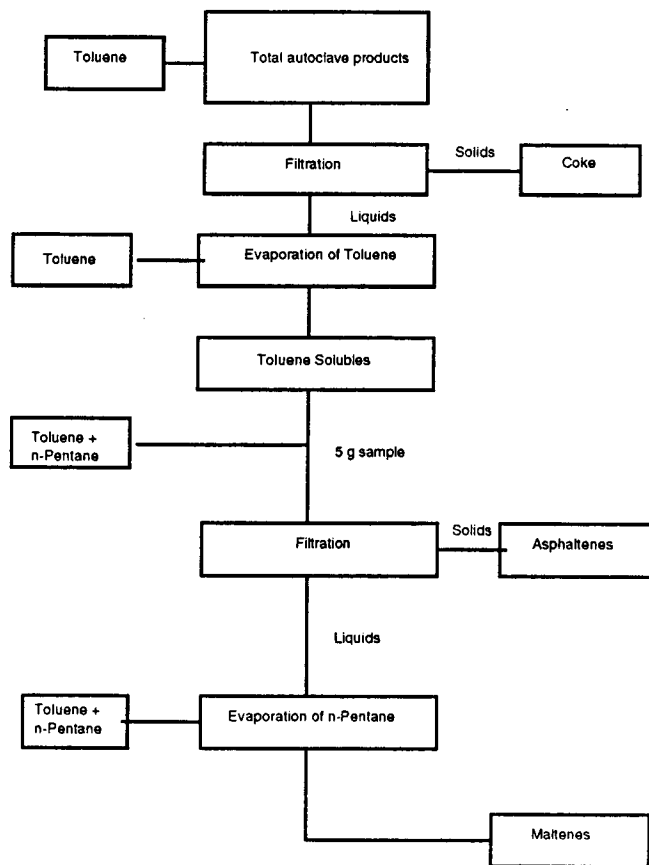 Toluene
Total autoclave products
Filtration
Solids
Coke
Liquids
Toluene
Evaporation of Toluene
Toluene Solubles
Toluene +
n-Pentane
5 g sample
Filtration
Solids
Asphaltenes
Liquids
Toluene +
n-Pentane
Evaporation of n-Pentane
Maltenes